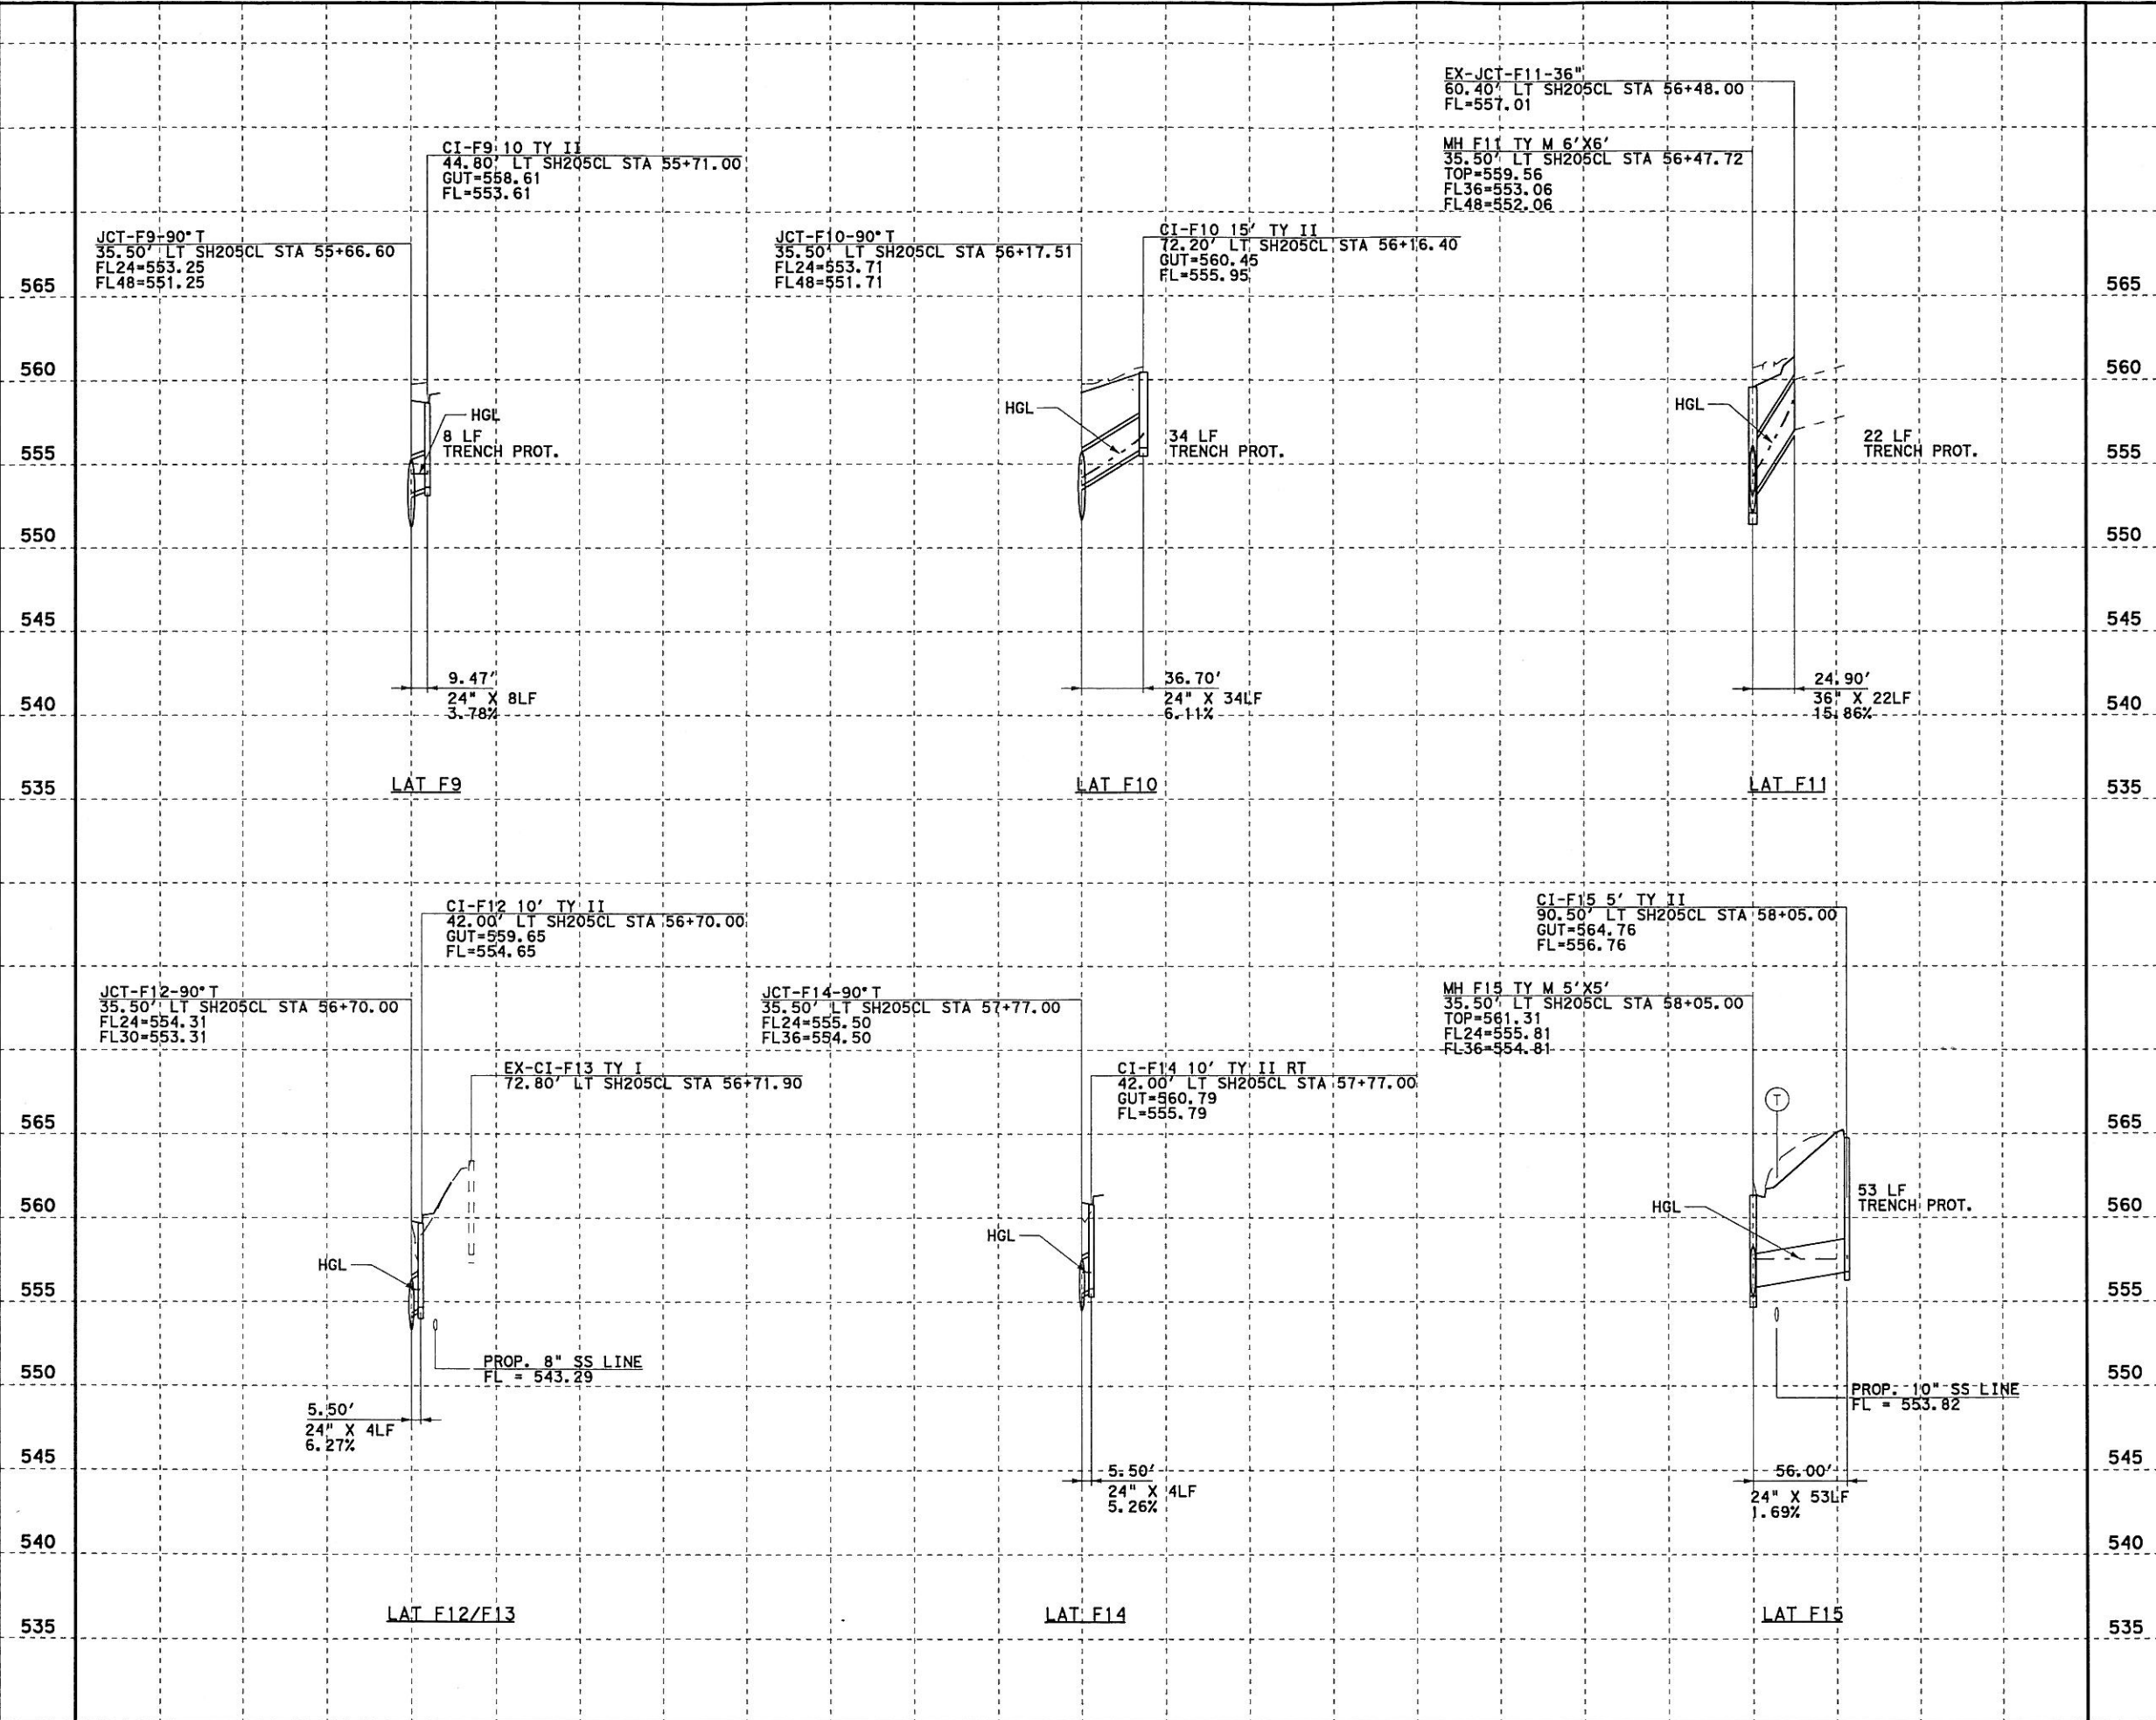 EX-JCT-F11-36"
60.40' LT SH205CL STA 56+48.00
FL=557.01
CI-F9 10 TY II
44.80' LT SH205CL STA 55+71.00
GUT=558.61
FL=553.61
MH F11 TY M 6'X6'
35.50' LT SH205CL STA 56+47.72
TOP=559.56
FL36=553.06
FL48=552.06
JCT-F9-90°T
35.50' LT SH205CL STA 55+66.60
FL24=553.25
FL48=551.25
JCT-F10-90°T
35.50' LT SH205CL STA 56+17.51
FL24=553.71
FL48=551.71
CI-F10 15' TY II
72.20' LT SH205CL STA 56+16.40
GUT=560.45
FL=555.95
565
565
560
560
HGL
8 LF
TRENCH PROT.
HGL
34 LF
TRENCH PROT.
HGL
22 LF
TRENCH PROT.
555
555
550
550
545
545
9.47'
24" X 8LF
3.78%
36.70'
24" X 34LF
6.11%
24.90'
36" X 22LF
15.86%
540
540
LAT F9
LAT F10
LAT F11
535
535
CI-F12 10' TY II
42.00' LT SH205CL STA 56+70.00
GUT=559.65
FL=554.65
CI-F15 5' TY II
90.50' LT SH205CL STA 58+05.00
GUT=564.76
FL=556.76
JCT-F12-90°T
35.50' LT SH205CL STA 56+70.00
FL24=554.31
FL30=553.31
JCT-F14-90°T
35.50' LT SH205CL STA 57+77.00
FL24=555.50
FL36=554.50
MH F15 TY M 5'X5'
35.50' LT SH205CL STA 58+05.00
TOP=561.31
FL24=555.81
FL36=554.81
EX-CI-F13 TY I
72.80' LT SH205CL STA 56+71.90
CI-F14 10' TY II RT
42.00' LT SH205CL STA 57+77.00
GUT=560.79
FL=555.79
T
565
565
560
560
HGL
HGL
HGL
53 LF
TRENCH PROT.
555
555
PROP. 8" SS LINE
FL = 543.29
550
550
PROP. 10" SS LINE
FL = 553.82
5.50'
24" X 4LF
6.27%
545
545
5.50'
24" X 4LF
5.26%
56.00'
24" X 53LF
1.69%
540
540
LAT F12/F13
LAT F14
LAT F15
535
535